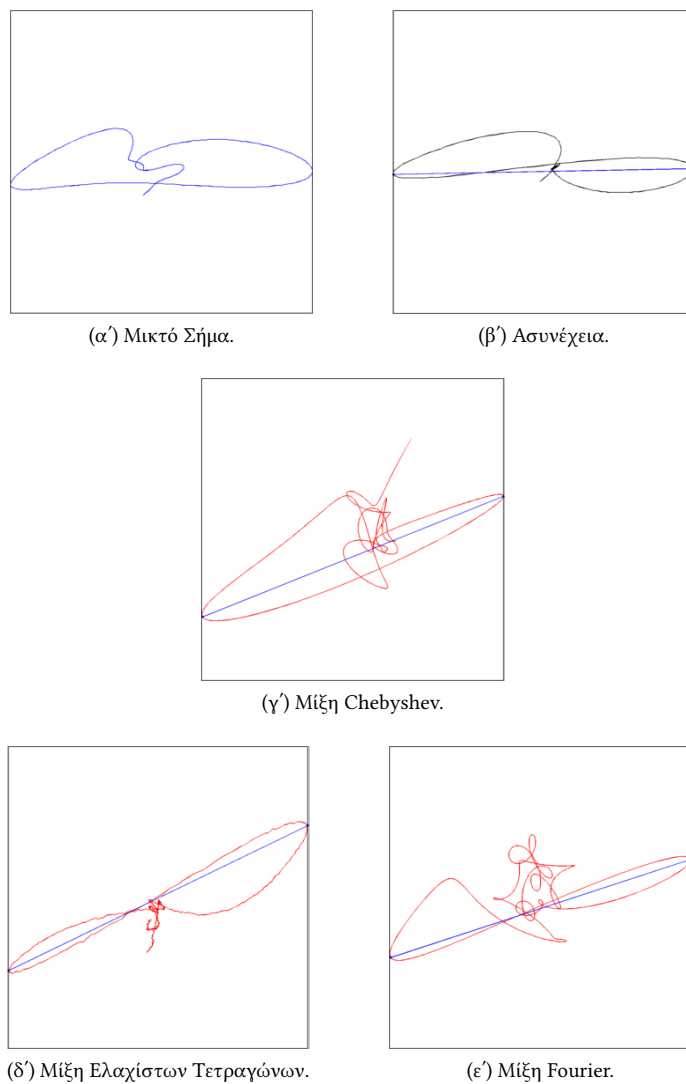 (α′) Μικτό Σήμα.
(β′) Ασυνέχεια.
(γ′) Μίξη Chebyshev.
(δ′) Μίξη Ελαχίστων Τετραγώνων.
(ε′) Μίξη Fourier.